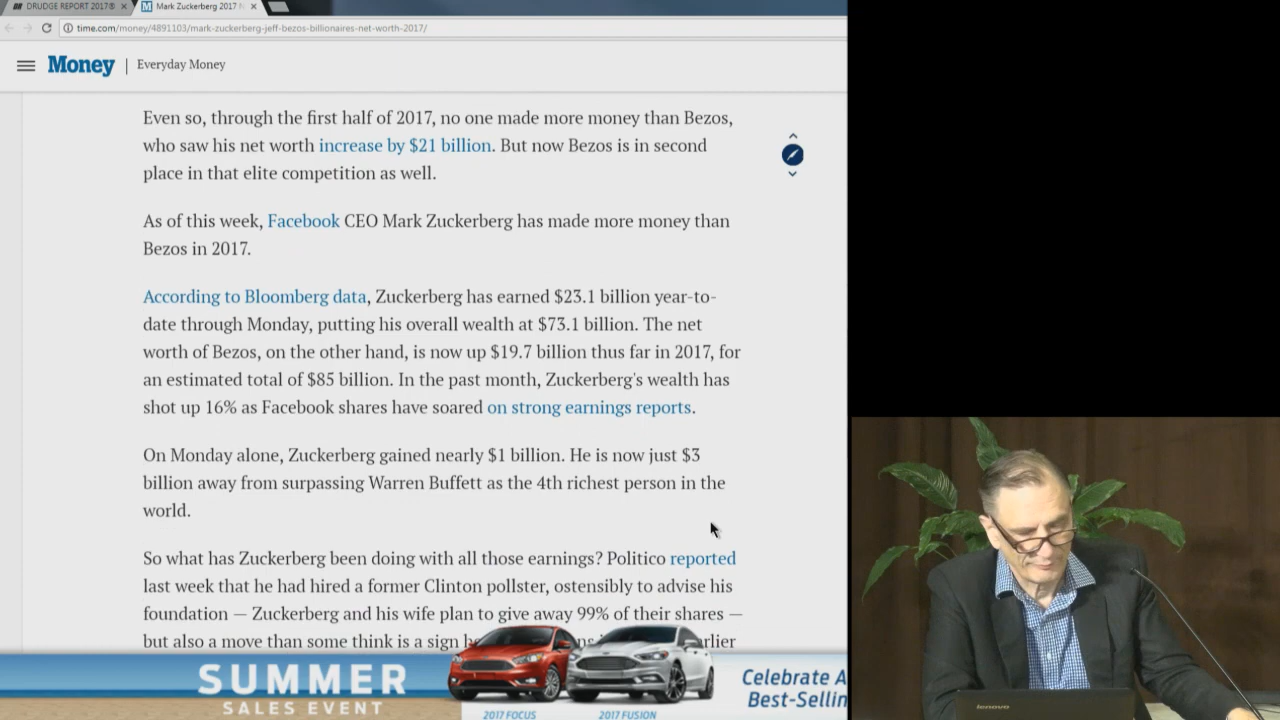 DRUDGE REPORT 2017®
Mark Zuckerberg 2017
time.com/money/4891103/mark-zuckerberg-jeff-bezos-billionaires-net-worth-2017/
Money | Everyday Money
Even so, through the first half of 2017, no one made more money than Bezos,
who saw his net worth increase by $21 billion. But now Bezos is in second
place in that elite competition as well.
As of this week, Facebook CEO Mark Zuckerberg has made more money than
Bezos in 2017.
According to Bloomberg data, Zuckerberg has earned $23.1 billion year-to-
date through Monday, putting his overall wealth at $73.1 billion. The net
worth of Bezos, on the other hand, is now up $19.7 billion thus far in 2017, for
an estimated total of $85 billion. In the past month, Zuckerberg's wealth has
shot up 16% as Facebook shares have soared on strong earnings reports.
On Monday alone, Zuckerberg gained nearly $1 billion. He is now just $3
billion away from surpassing Warren Buffett as the 4th richest person in the
world.
So what has Zuckerberg been doing with all those earnings? Politico reported
last week that he had hired a former Clinton pollster, ostensibly to advise his
foundation — Zuckerberg and his wife plan to give away 99% of their shares —
but also a move than some think is a sign
SUMMER
SALES EVENT
2017 FOCUS
2017 FUSION
Celebrate A
Best-Sellin
lenovo